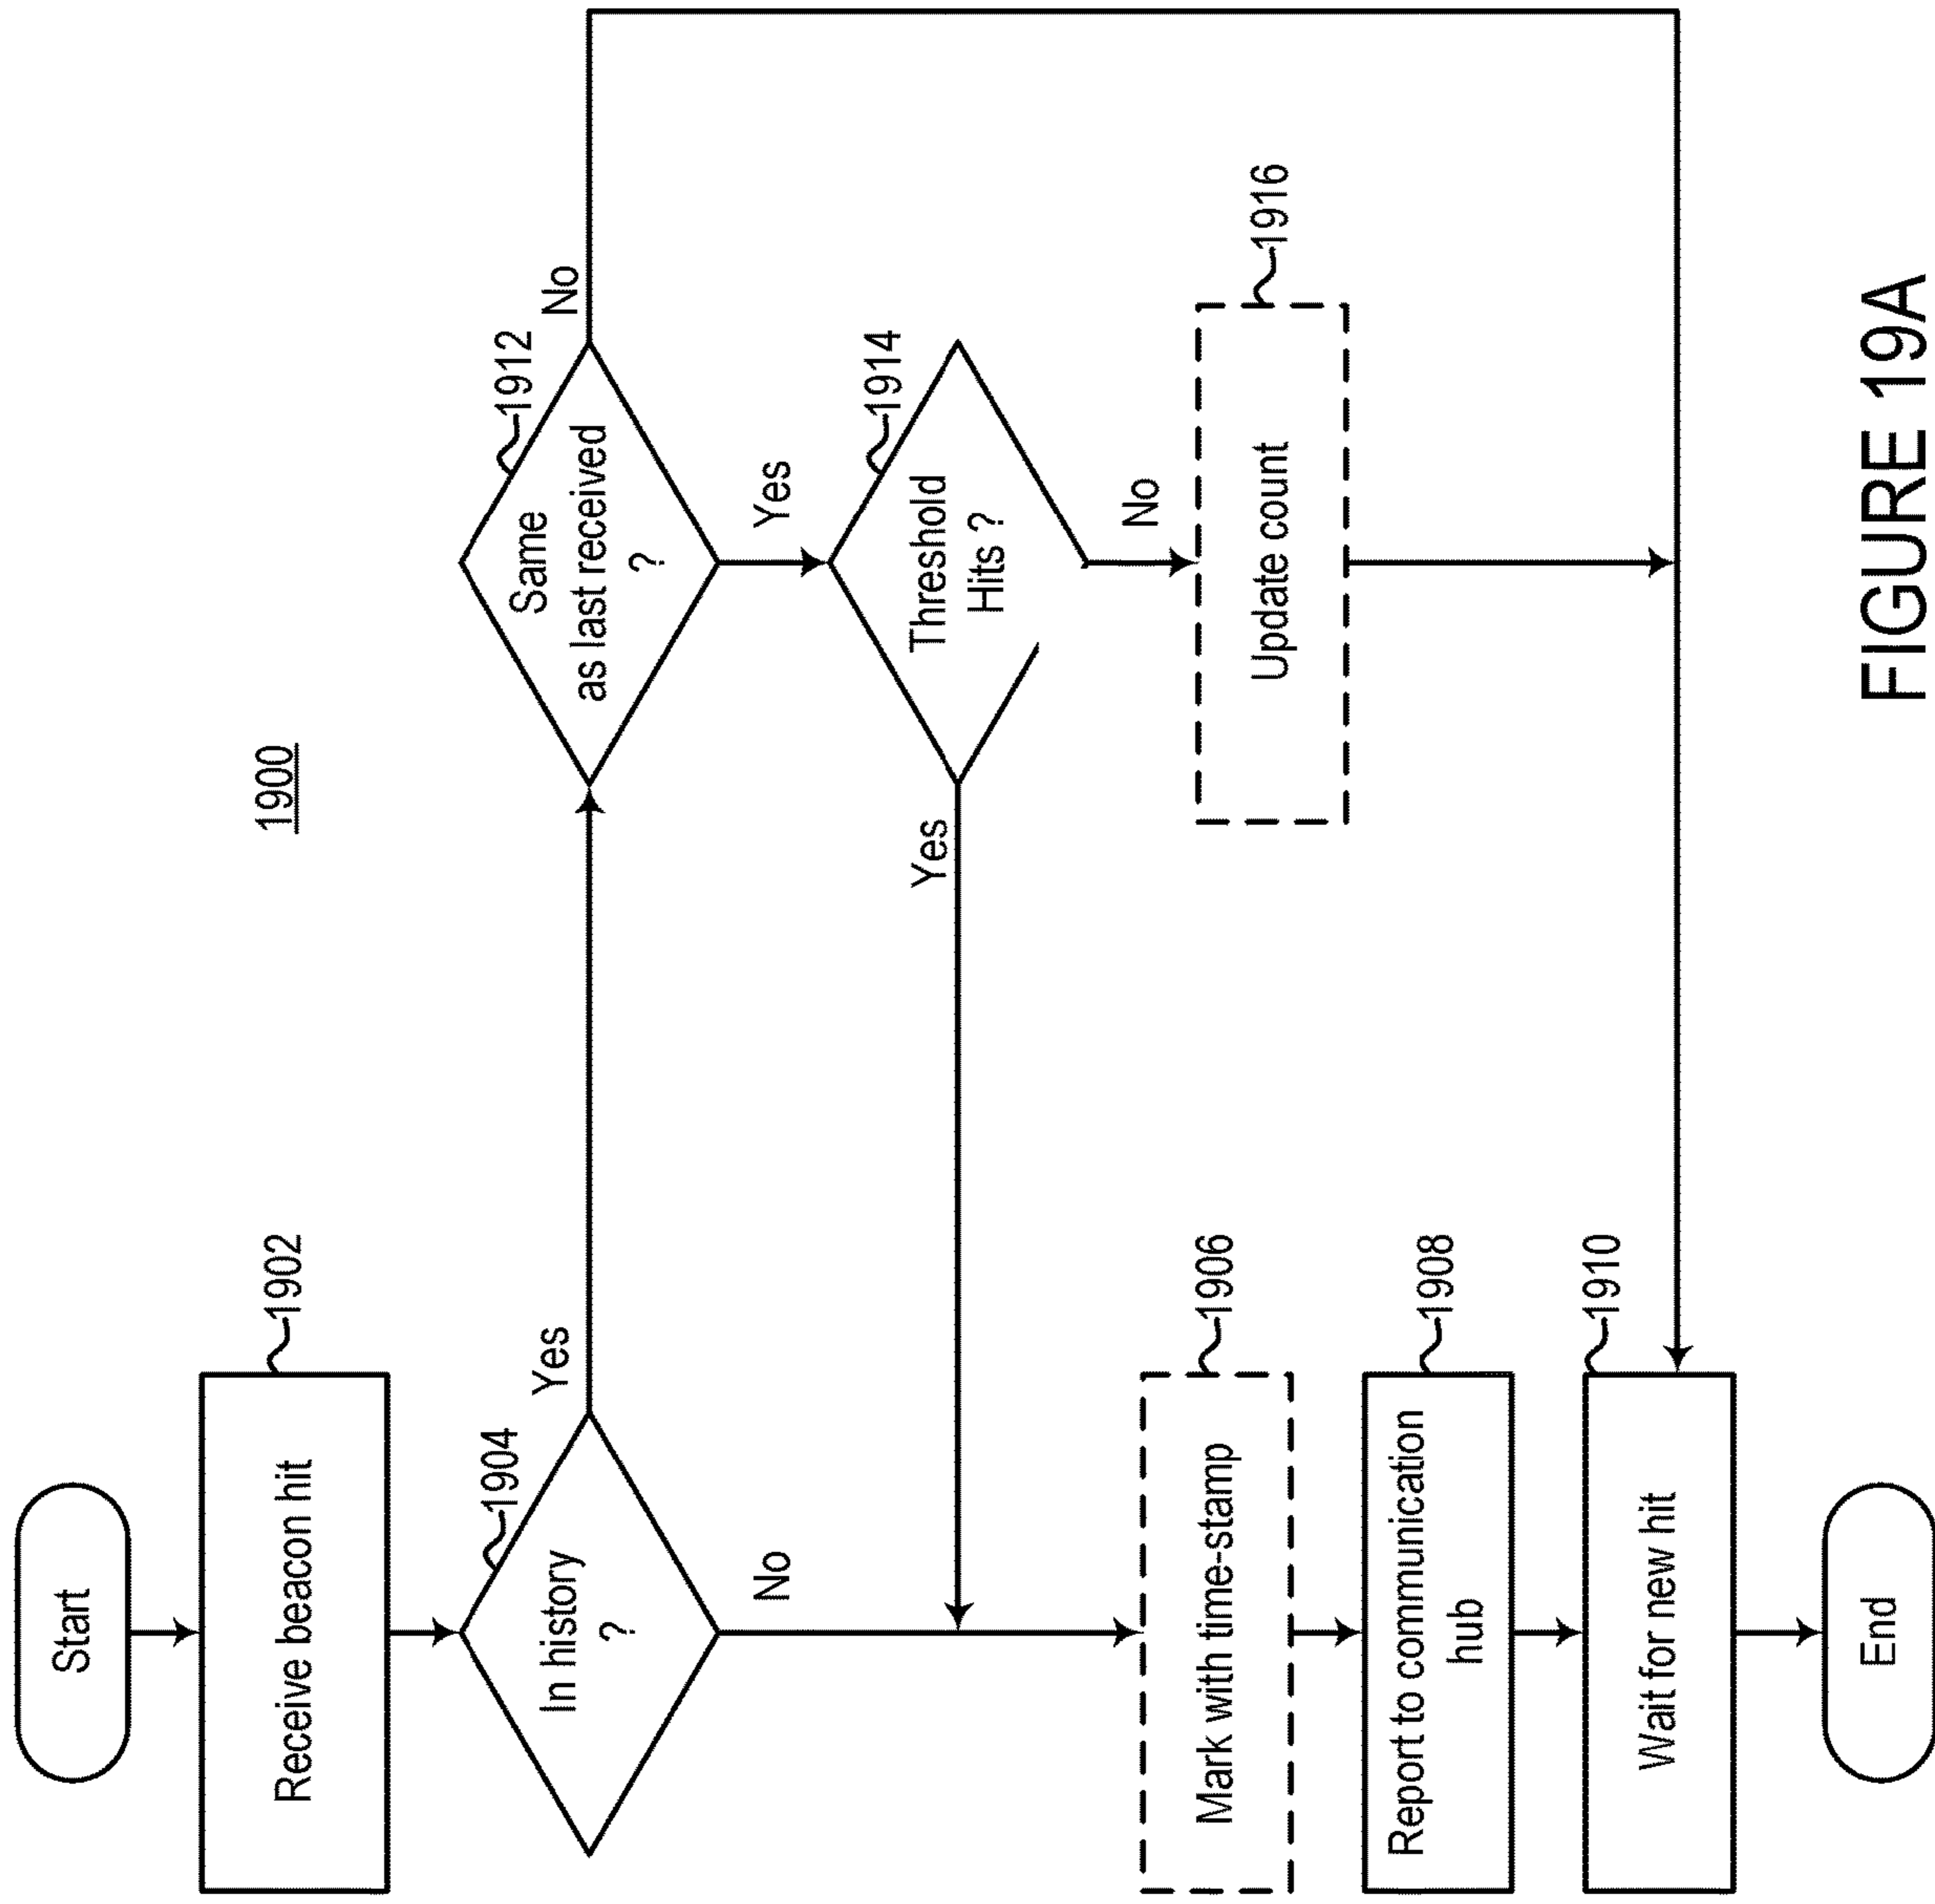 1900
Start
Receive beacon hit
1902
In history
?
1904
Yes
No
Same
as last received
?
1912
No
Yes
Threshold
Hits ?
1914
Yes
No
Update count
1916
Mark with time-stamp
1906
Report to communication
hub
1908
Wait for new hit
1910
End
FIGURE 19A